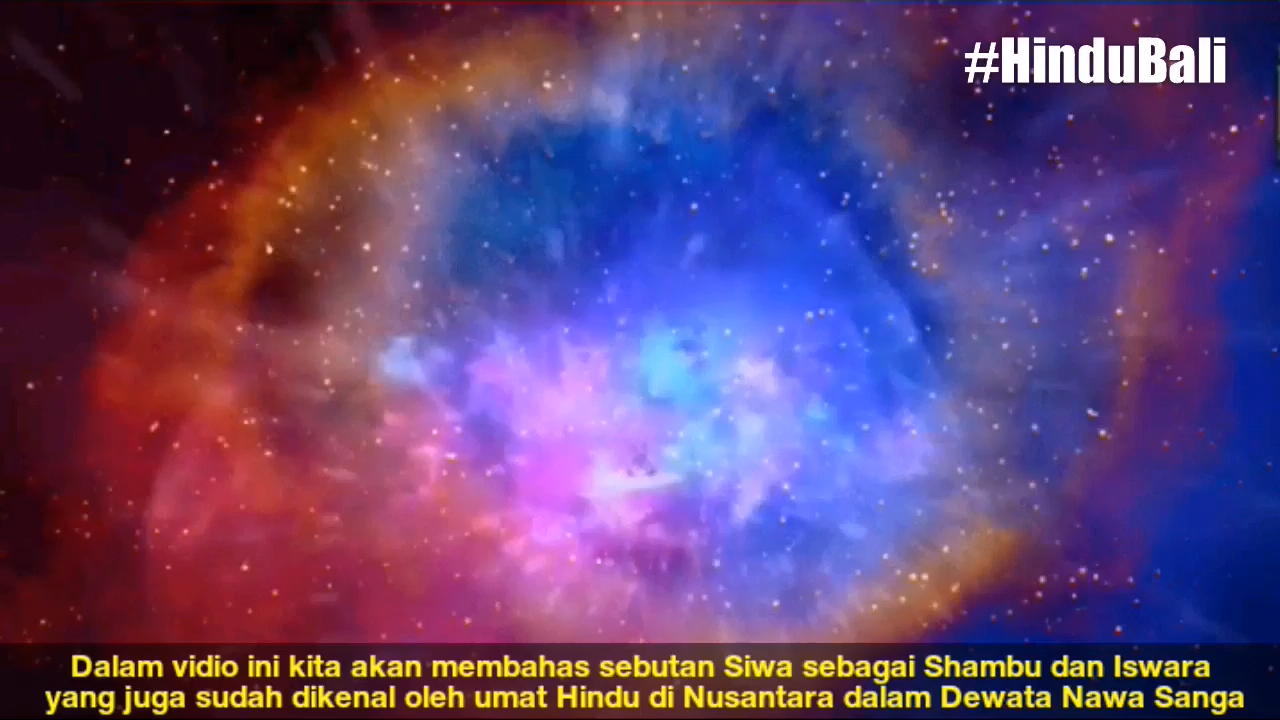 #HinduBali
Dalam vidio ini kita akan membahas sebutan Siwa sebagai Shambu dan Iswara
yang juga sudah dikenal oleh umat Hindu di Nusantara dalam Dewata Nawa Sanga